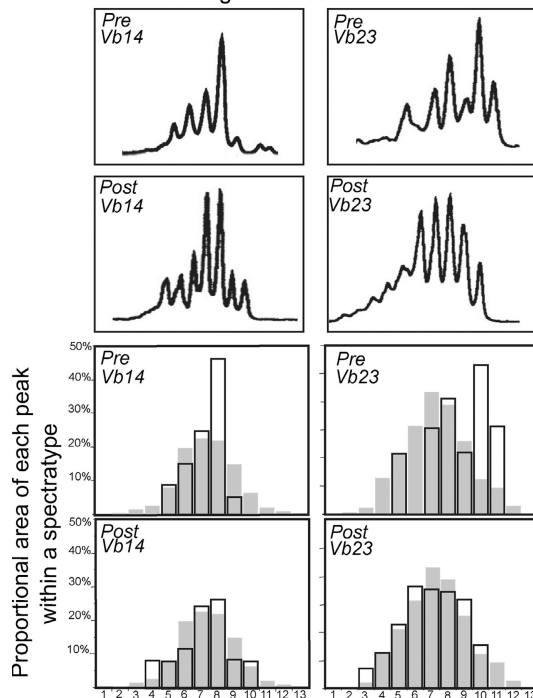 Pre
Vb14
Pre
Vb23
Post
Vb14
Post
Vb23
Proportional area of each peak
within a spectratype
50%
40%
30%
20%
10%
Pre
Vb14
Pre
Vb23
50%
40%
30%
20%
10%
Post
Vb14
Post
Vb23
1 2 3 4 5 6 7 8 9 10 11 12 13
1 2 3 4 5 6 7 8 9 10 11 12 13